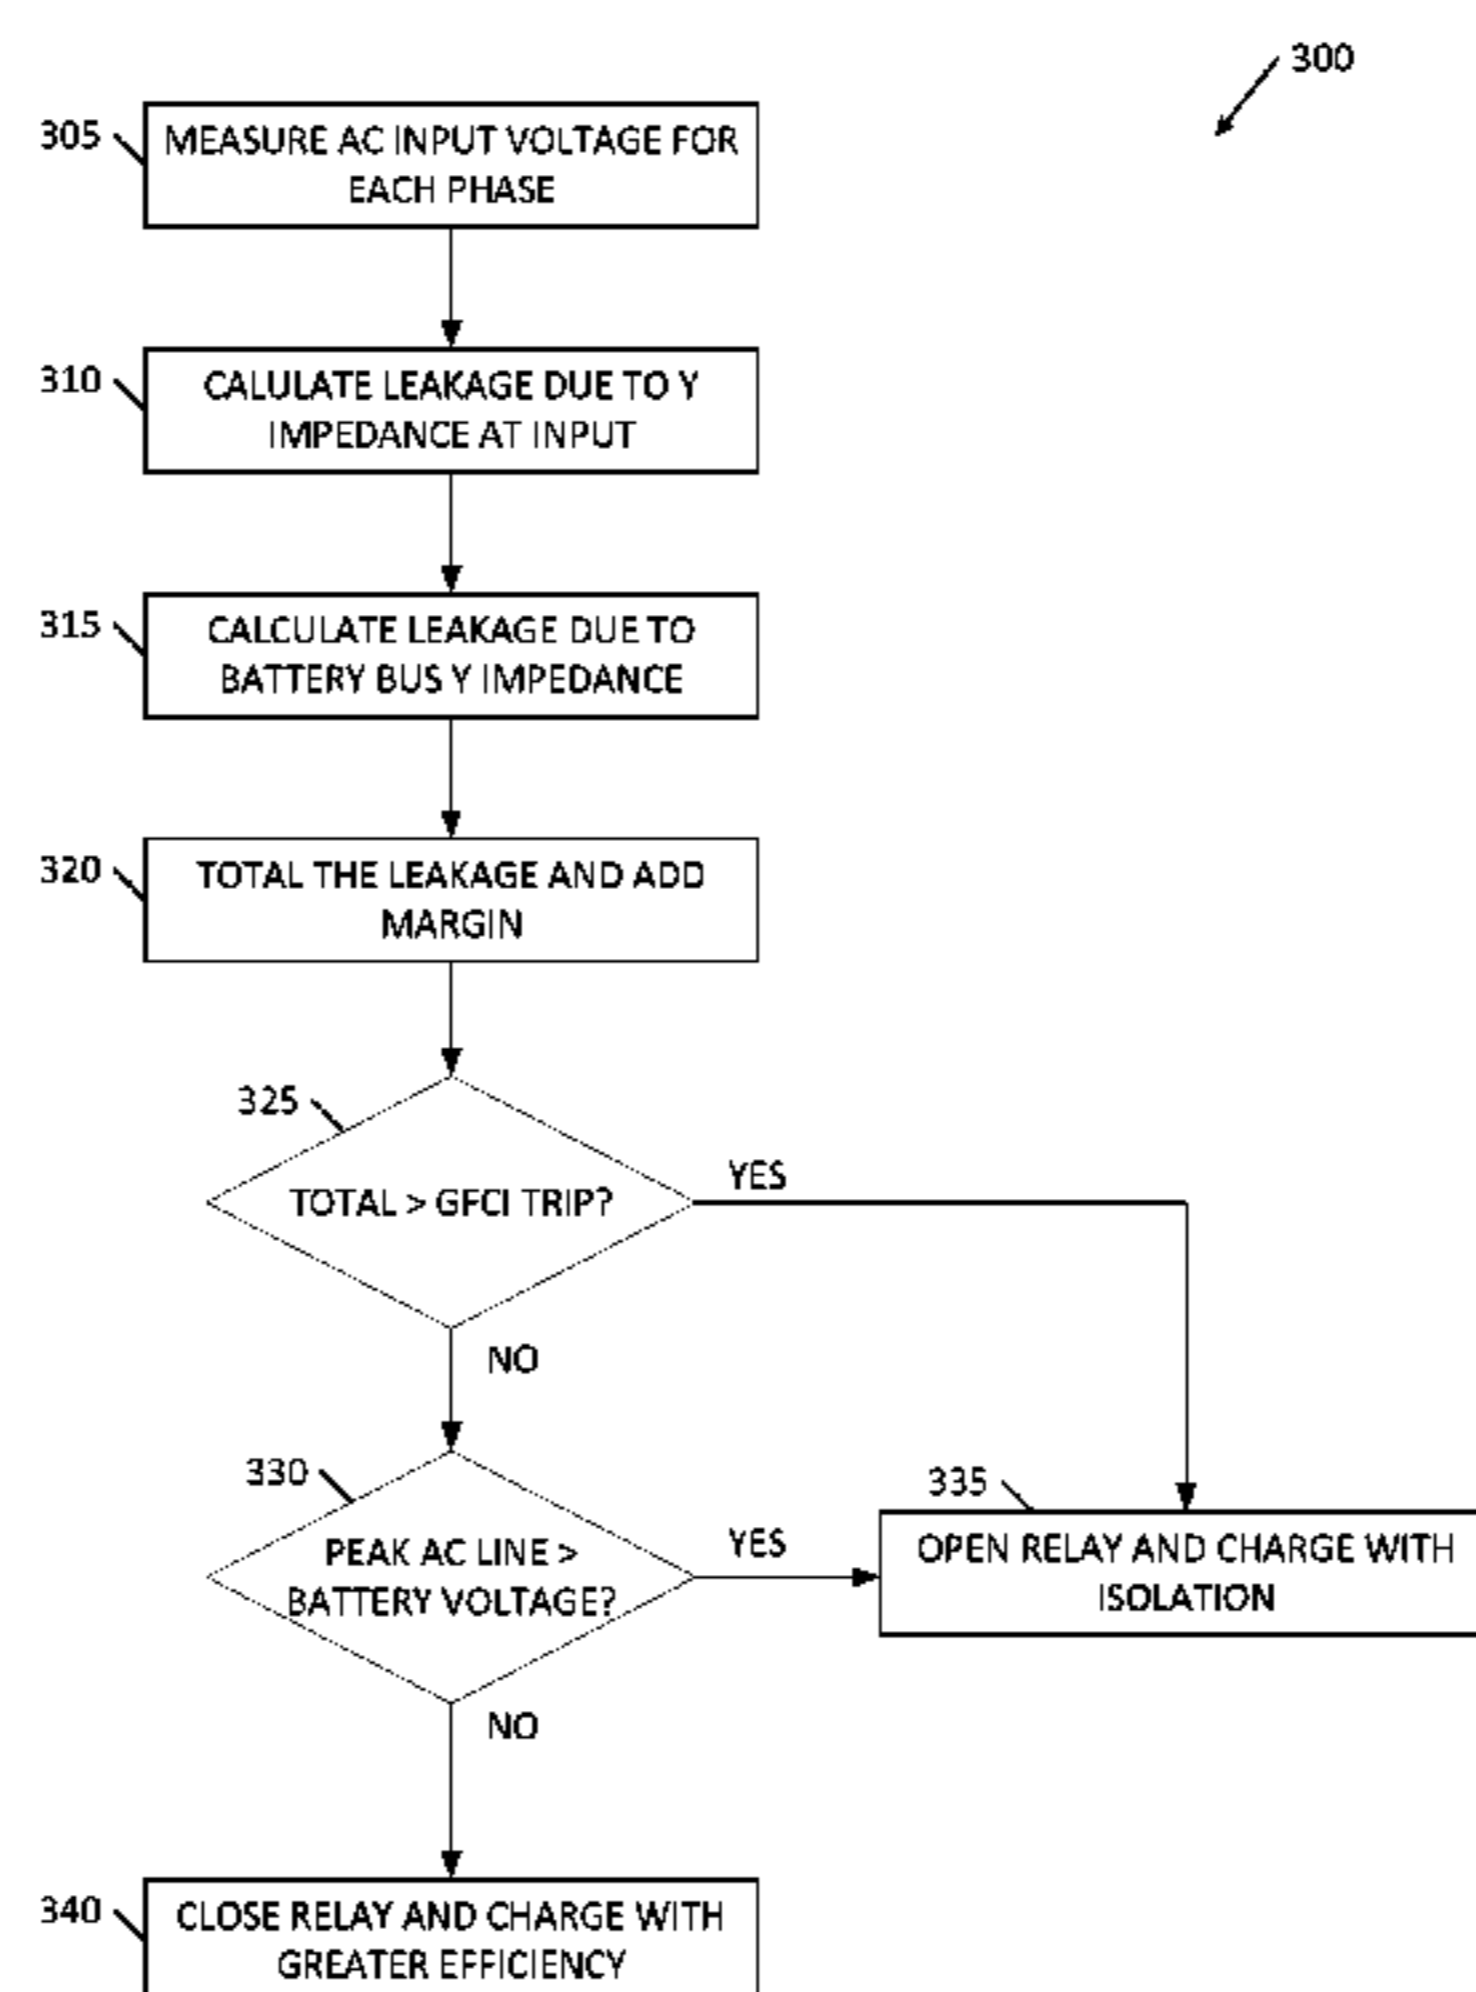 300
305
MEASURE AC INPUT VOLTAGE FOR
EACH PHASE
310
CALULATE LEAKAGE DUE TO Y
IMPEDANCE AT INPUT
315
CALCULATE LEAKAGE DUE TO
BATTERY BUS Y IMPEDANCE
320
TOTAL THE LEAKAGE AND ADD
MARGIN
325
TOTAL > GFCI TRIP?
YES
NO
330
PEAK AC LINE >
BATTERY VOLTAGE?
YES
335
OPEN RELAY AND CHARGE WITH
ISOLATION
NO
340
CLOSE RELAY AND CHARGE WITH
GREATER EFFICIENCY